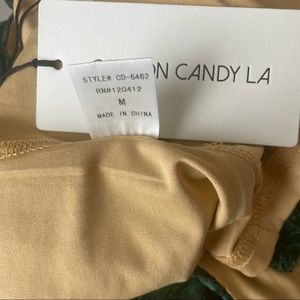 ON CANDY LA
STYLE# CD-6462
RN#120412
M
MADE IN CHINA